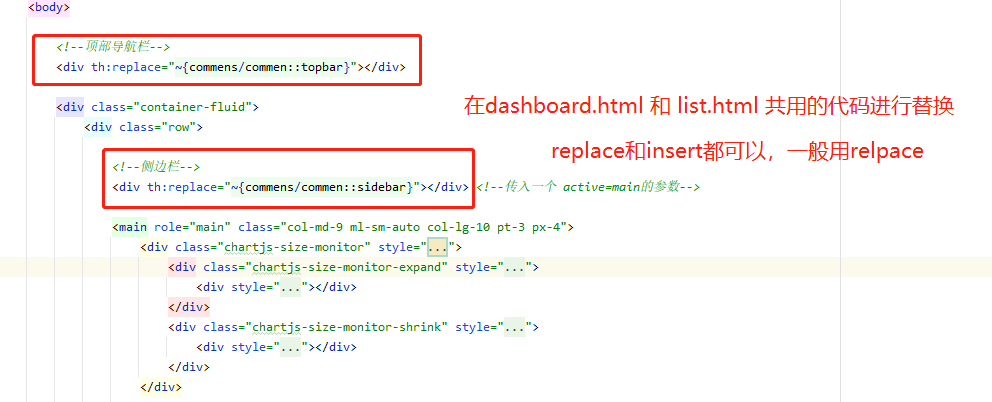 <body>
<!--顶部导航栏-->
<div th:replace="~{commens/commen::topbar}"></div>
<div class="container-fluid">
在dashboard.html 和 list.html 共用的代码进行替换
<div class="row">
replace和insert都可以，一般用relpace
<!--侧边栏-->
<div th:replace="~{commens/commen::sidebar}"></div> <!--传入一个 active=main的参数-->
<main role="main" class="col-md-9 ml-sm-auto col-lg-10 pt-3 px-4">
<div class="chartjs-size-monitor" style="...">
<div class="chartjs-size-monitor-expand" style="...">
<div style="..."></div>
</div>
<div class="chartjs-size-monitor-shrink" style="...">
<div style="..."></div>
</div>
</div>